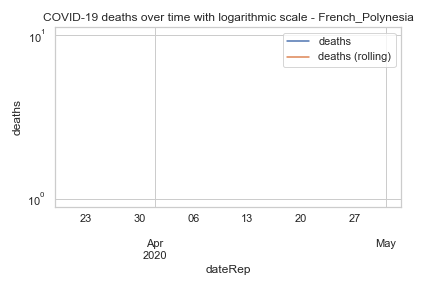 COVID-19 deaths over time with logarithmic scale - French_Polynesia
10¹
deaths
deaths (rolling)
deaths
10⁰
23 30 06 13 20 27
Apr May
2020
dateRep